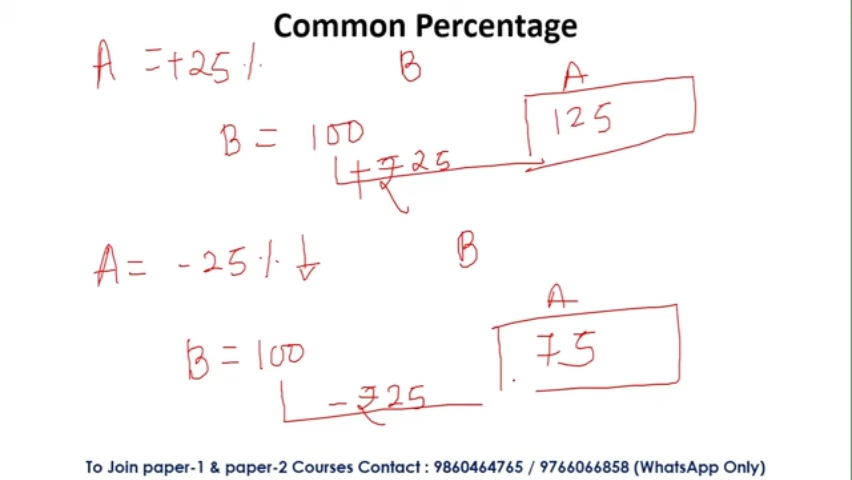 Common Percentage
A = +25% B
A
B = 100 125
+₹25
A = -25% ↓ B
A
B = 100 75
-₹25
To Join paper-1 & paper-2 Courses Contact : 9860464765 / 9766066858 (WhatsApp Only)